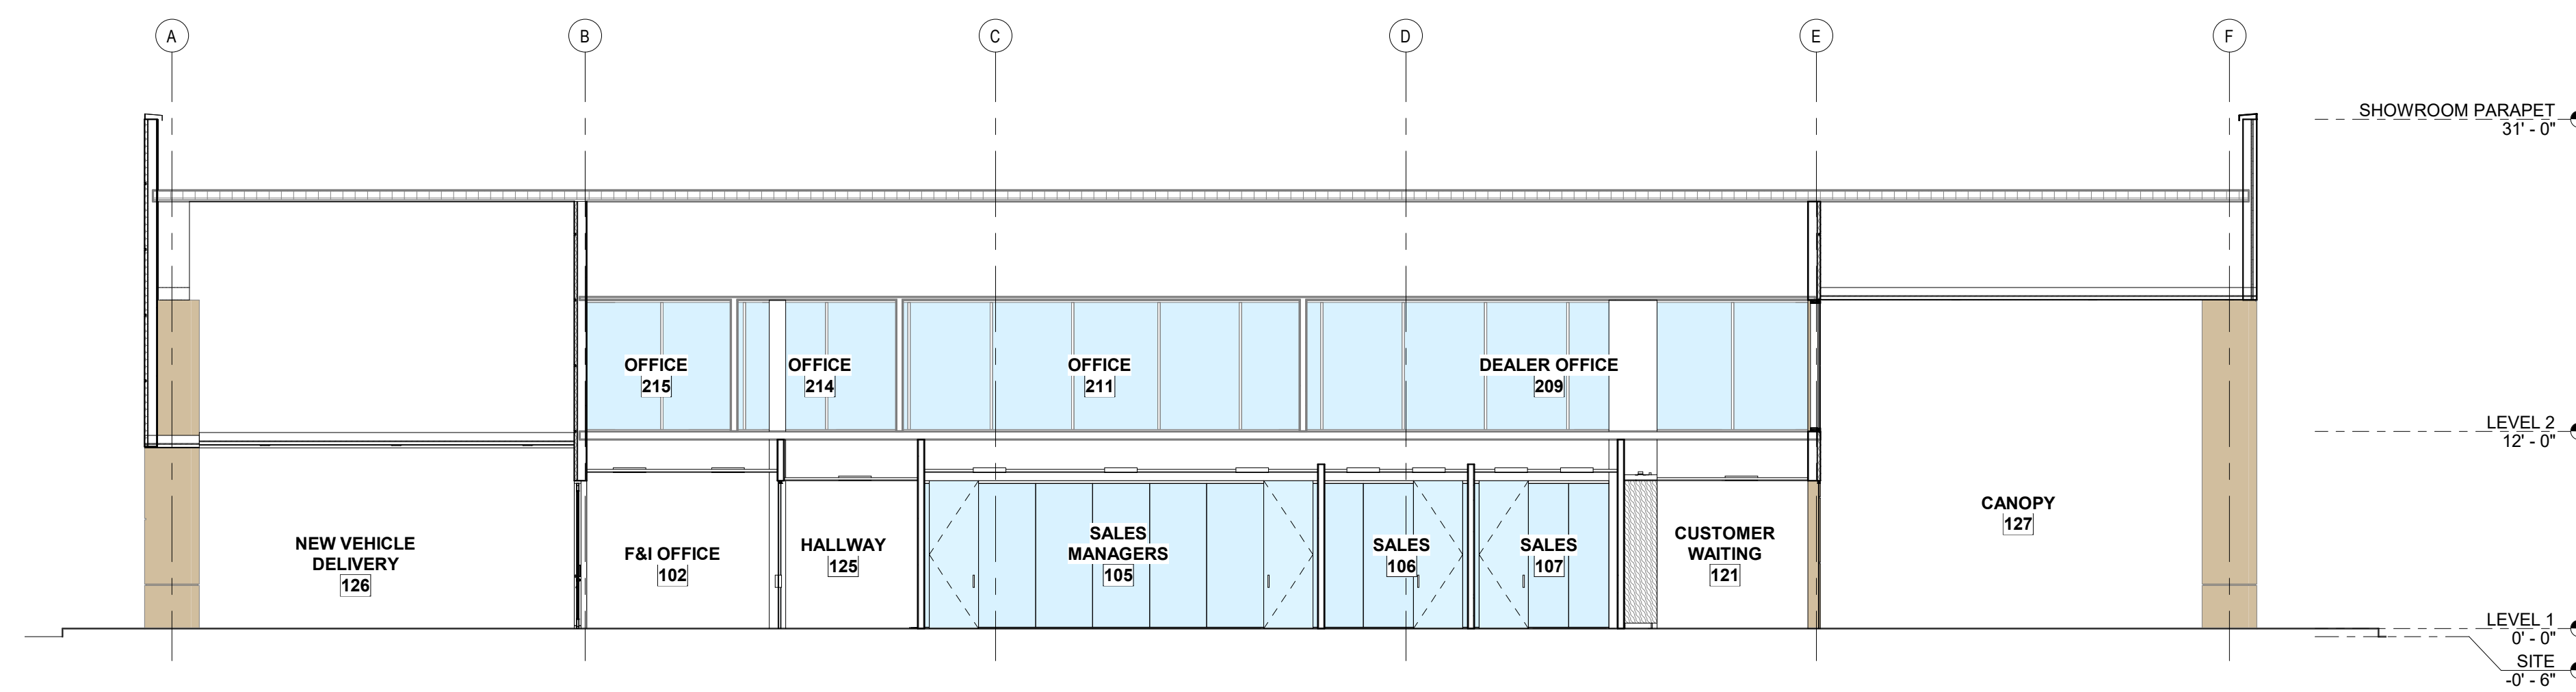 A
B
C
D
E
F
SHOWROOM PARAPET
31' - 0"
OFFICE
215
OFFICE
214
OFFICE
211
DEALER OFFICE
209
LEVEL 2
12' - 0"
NEW VEHICLE
DELIVERY
126
F&I OFFICE
102
HALLWAY
125
SALES
MANAGERS
105
SALES
106
SALES
107
CUSTOMER
WAITING
121
CANOPY
127
LEVEL 1
0' - 0"
SITE
-0' - 6"